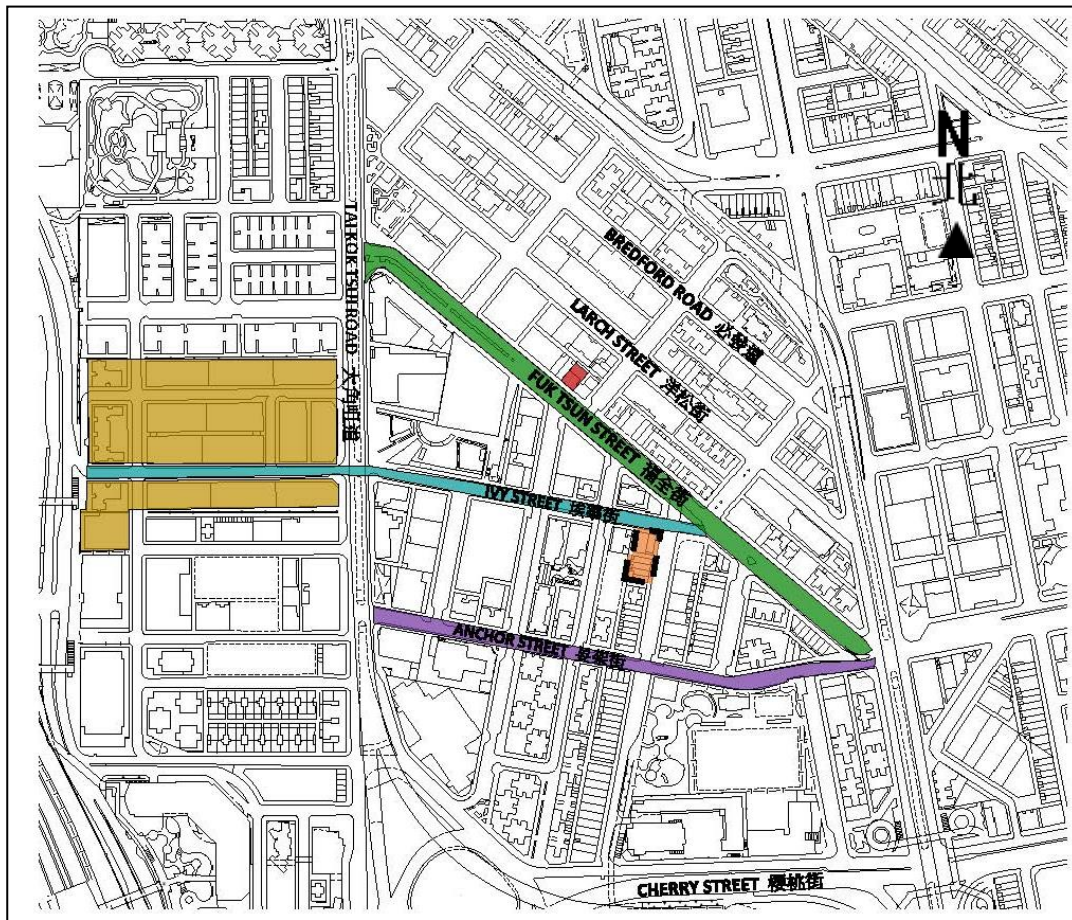 N
北
BREDFORD ROAD 必發道
TAI KOK TSUI ROAD 大角咀道
LARCH STREET 洋松街
FUK TSUN STREET 福全街
IVY STREET 埃華街
ANCHOR STREET 晏架街
CHERRY STREET 櫻桃街